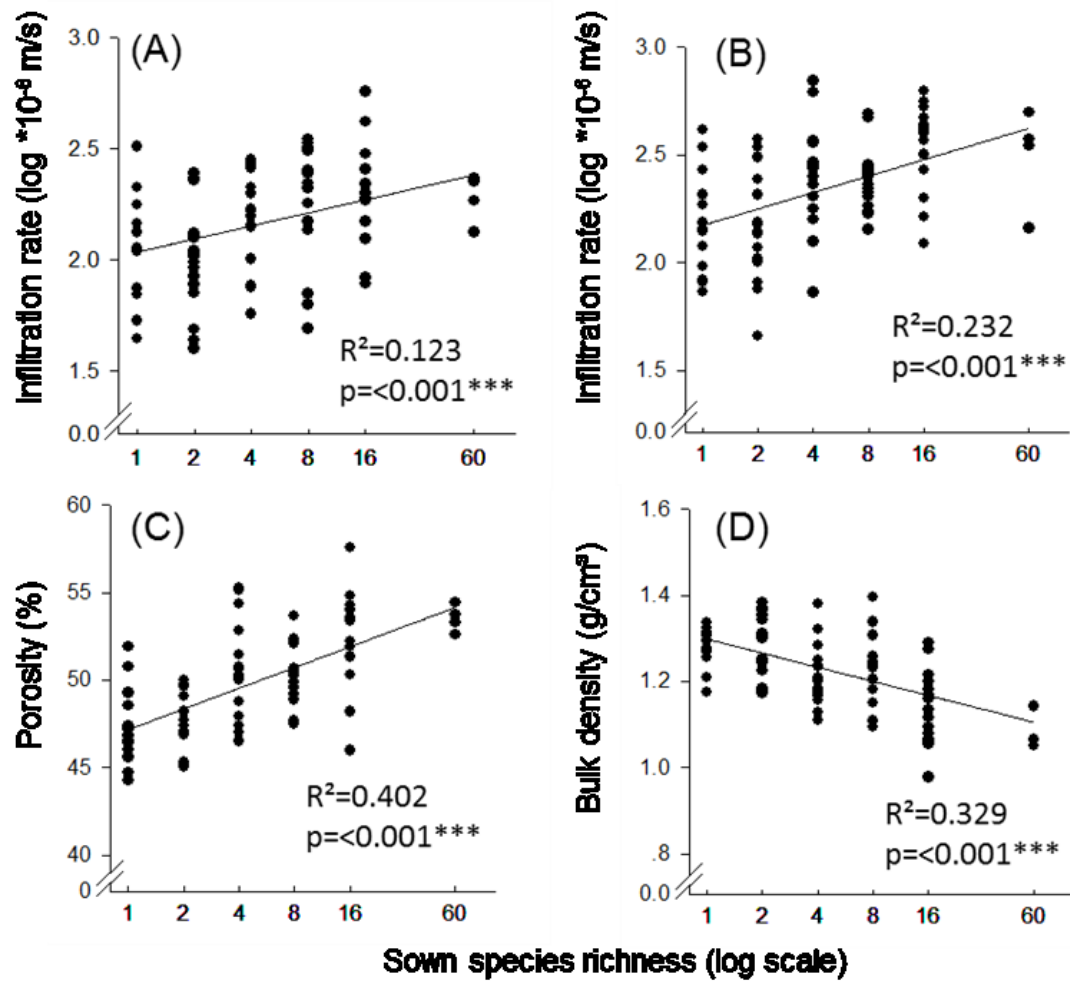 Infiltration rate (log *10⁻⁶ m/s)
(A)
3.0
2.5
2.0
1.5
0.0
R²=0.123
p=<0.001***
1 2 4 8 16 60
Infiltration rate (log *10⁻⁶ m/s)
(B)
3.0
2.5
2.0
1.5
0.0
R²=0.232
p=<0.001***
1 2 4 8 16 60
Porosity (%)
(C)
60
55
50
45
40
0
R²=0.402
p=<0.001***
1 2 4 8 16 60
Bulk density (g/cm³)
(D)
1.6
1.4
1.2
1.0
.8
0.0
R²=0.329
p=<0.001***
1 2 4 8 16 60
Sown species richness (log scale)